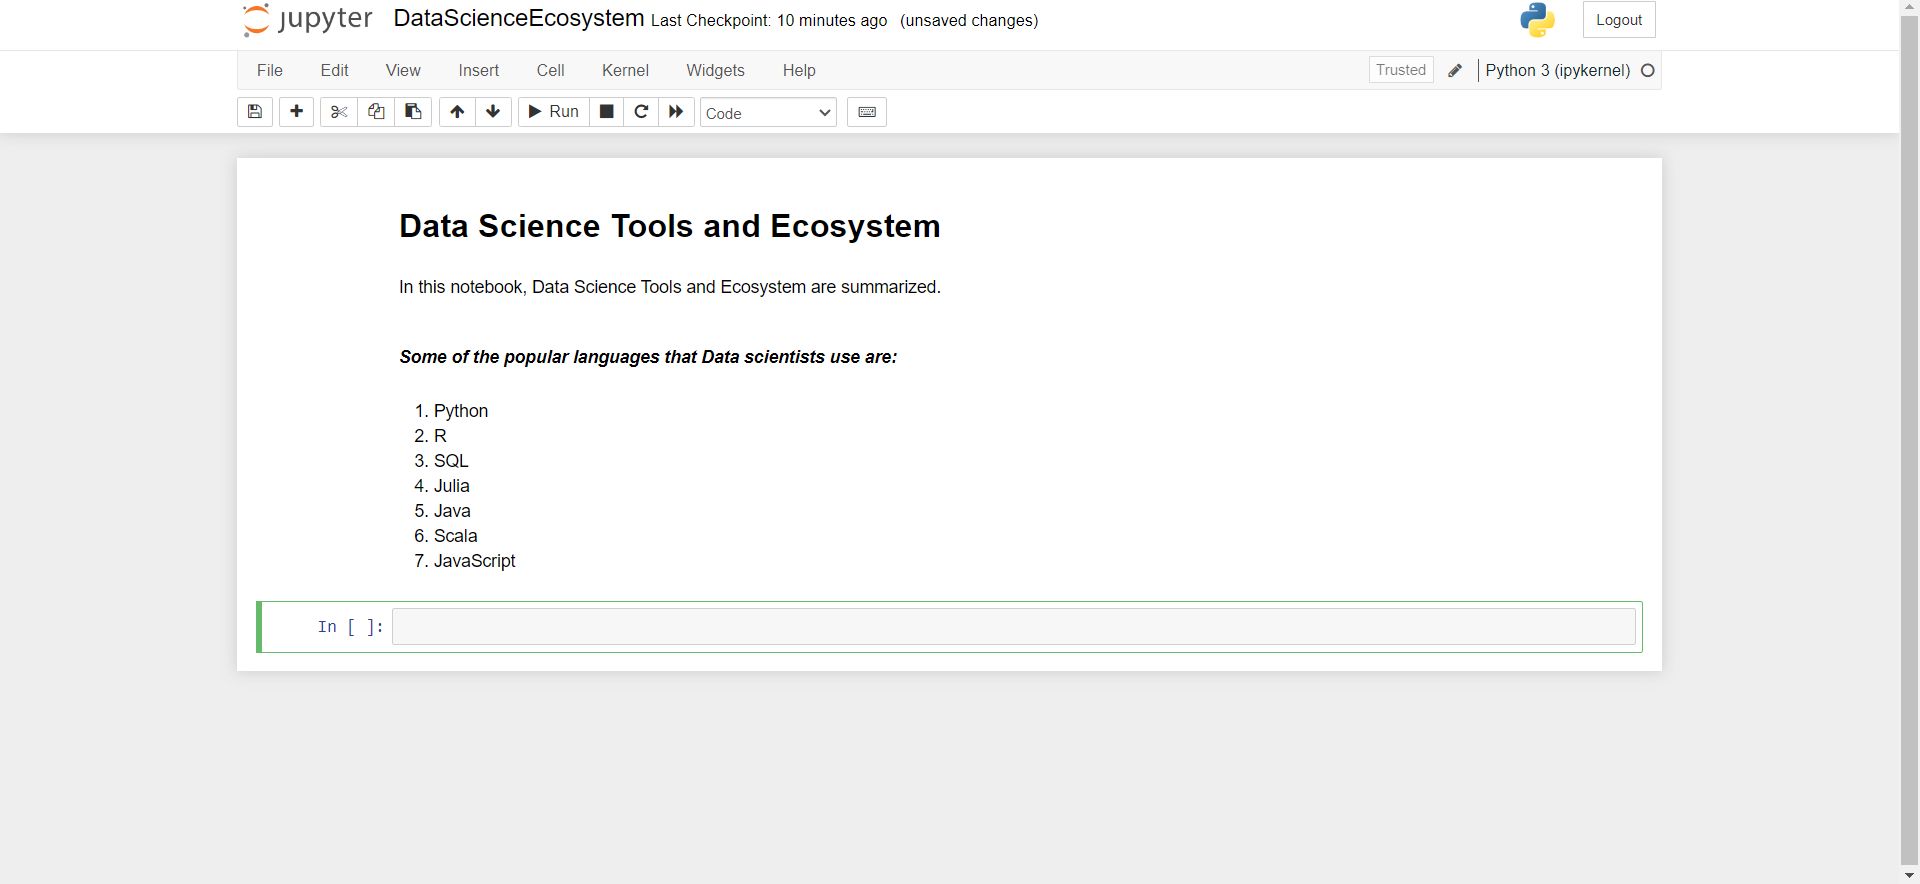 jupyter DataScienceEcosystem Last Checkpoint: 10 minutes ago (unsaved changes) Logout
File Edit View Insert Cell Kernel Widgets Help Trusted Python 3 (ipykernel)
Run Code
Data Science Tools and Ecosystem
In this notebook, Data Science Tools and Ecosystem are summarized.
Some of the popular languages that Data scientists use are:
1. Python
2. R
3. SQL
4. Julia
5. Java
6. Scala
7. JavaScript
In [ ]: